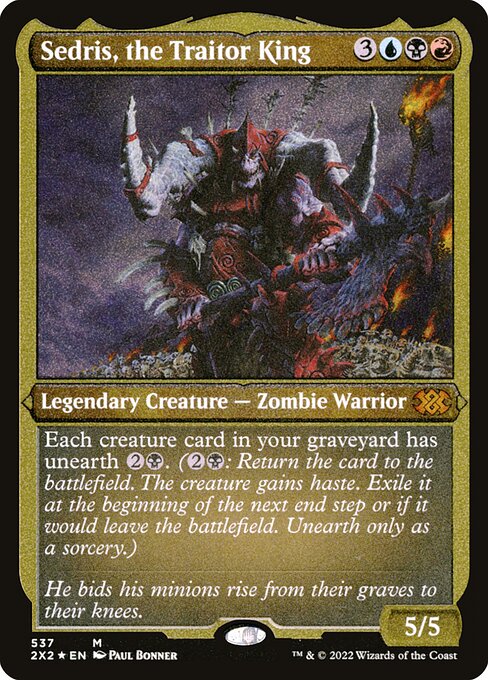 Sedris, the Traitor King 3
Legendary Creature — Zombie Warrior
Each creature card in your graveyard has
unearth 2. (2: Return the card to the
battlefield. The creature gains haste. Exile it
at the beginning of the next end step or if it
would leave the battlefield. Unearth only as
a sorcery.)
He bids his minions rise from their graves to
their knees.
5/5
537 M
2X2 ★ EN Paul Bonner
™ & © 2022 Wizards of the Coast